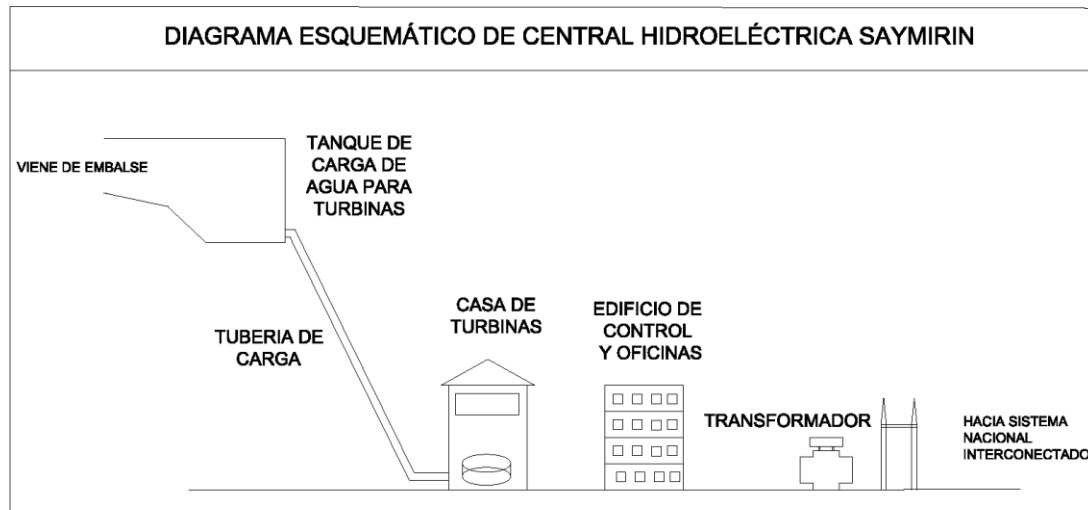 DIAGRAMA ESQUEMÁTICO DE CENTRAL HIDROELÉCTRICA SAYMIRIN
VIENE DE EMBALSE
TANQUE DE
CARGA DE
AGUA PARA
TURBINAS
TUBERIA DE
CARGA
CASA DE
TURBINAS
EDIFICIO DE
CONTROL
Y OFICINAS
TRANSFORMADOR
HACIA SISTEMA
NACIONAL
INTERCONECTADO